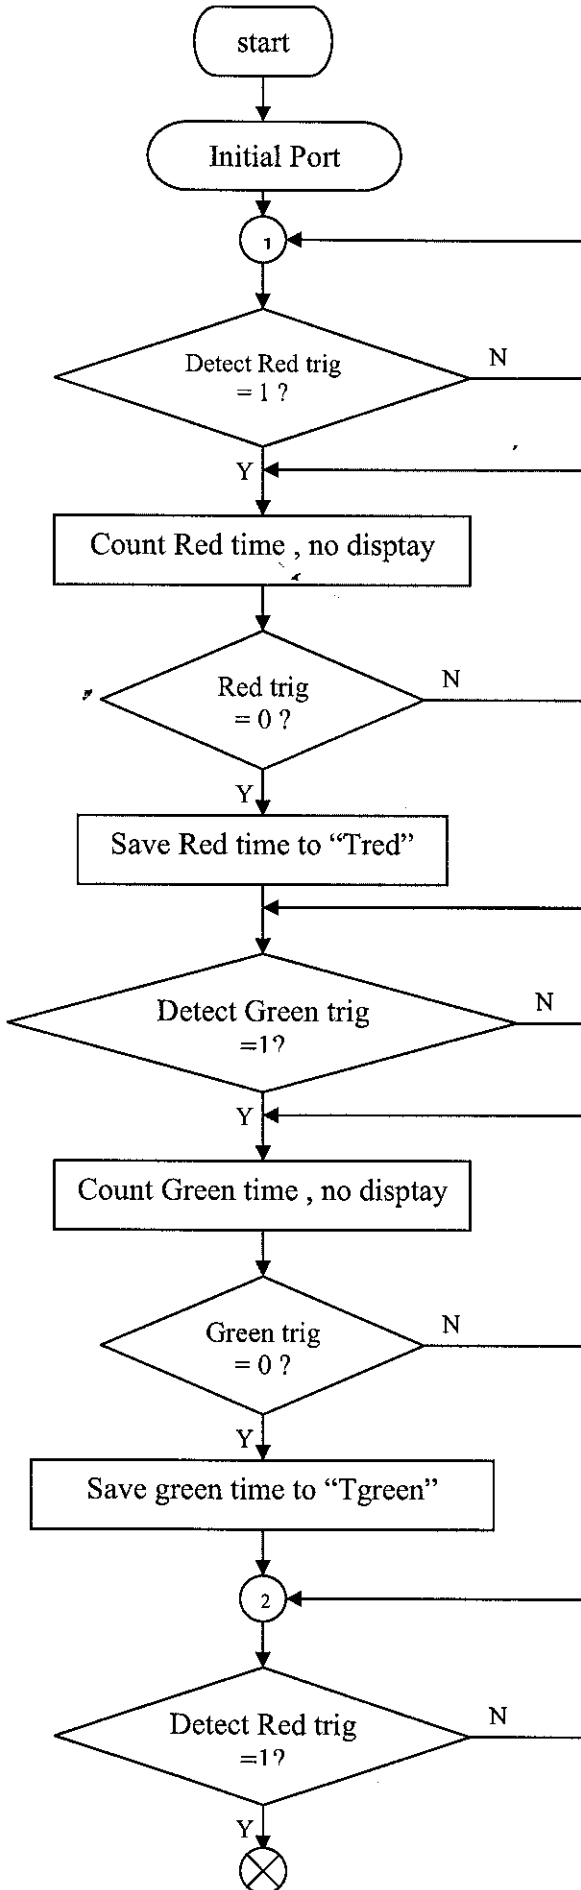 start
Initial Port
1
Detect Red trig
= 1 ?
N
Y
Count Red time , no disptay
Red trig
= 0 ?
N
Y
Save Red time to “Tred”
Detect Green trig
=1?
N
Y
Count Green time , no disptay
Green trig
= 0 ?
N
Y
Save green time to “Tgreen”
2
Detect Red trig
=1?
N
Y